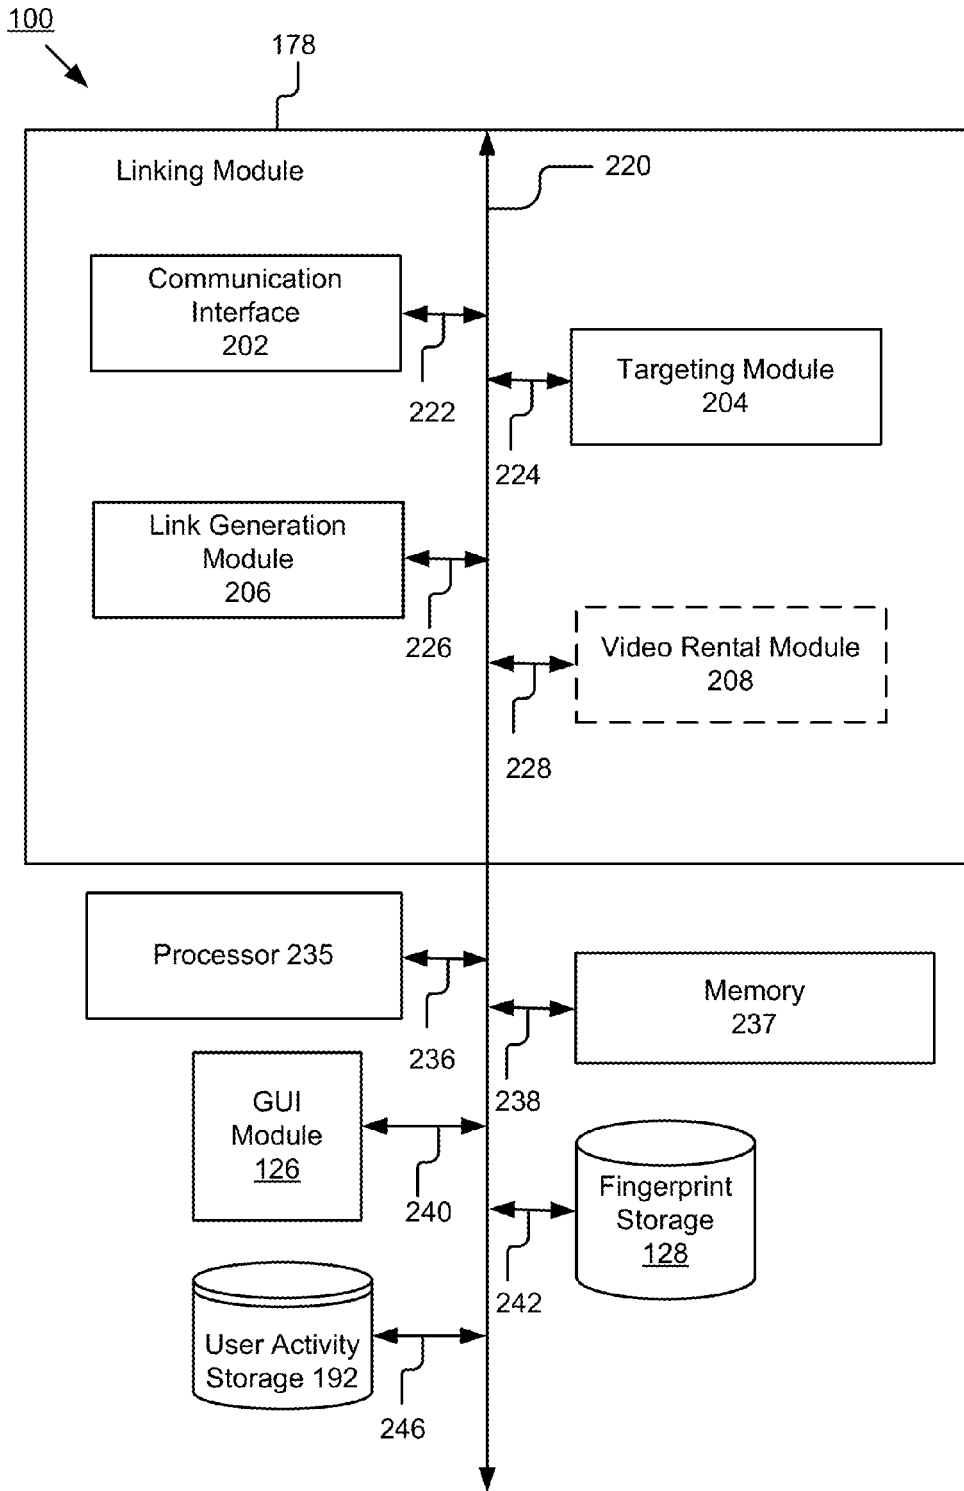 100
178
Linking Module
220
Communication
Interface
202
222
Targeting Module
204
224
Link Generation
Module
206
226
Video Rental Module
208
228
Processor 235
236
Memory
237
238
GUI
Module
126
240
Fingerprint
Storage
128
242
User Activity
Storage 192
246